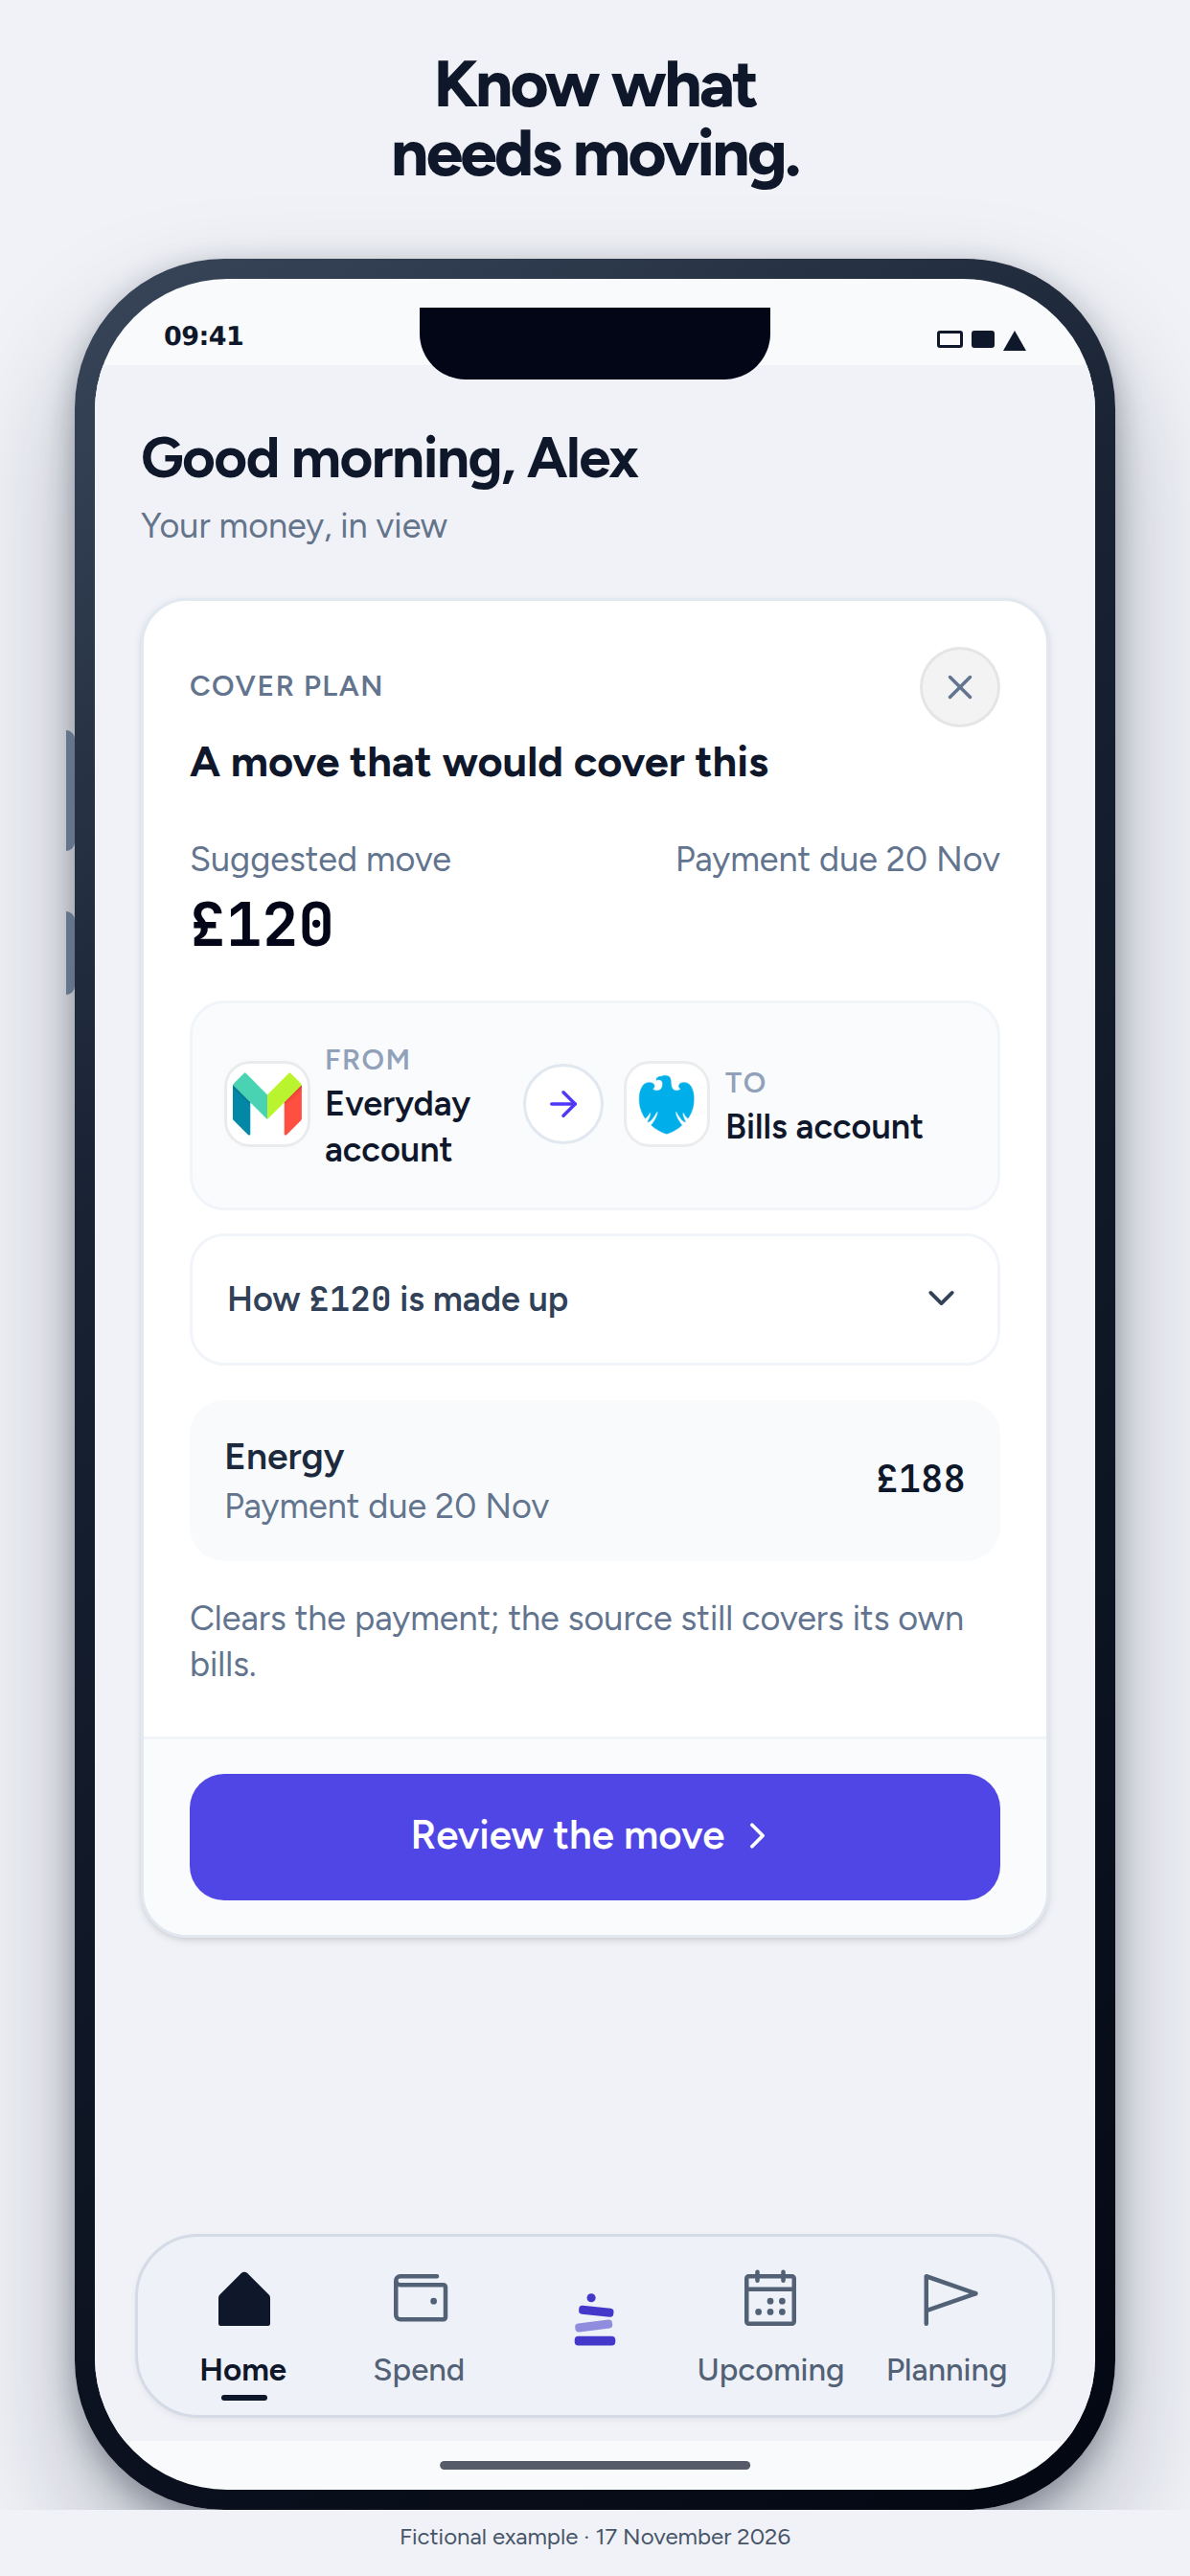 Know what
needs moving.
09:41
Good morning, Alex
Your money, in view
COVER PLAN
A move that would cover this
Suggested move
Payment due 20 Nov
£120
FROM
Everyday
account
TO
Bills account
How £120 is made up
Energy
Payment due 20 Nov
£188
Clears the payment; the source still covers its own
bills.
Review the move
Home
Spend
Upcoming
Planning
Fictional example · 17 November 2026